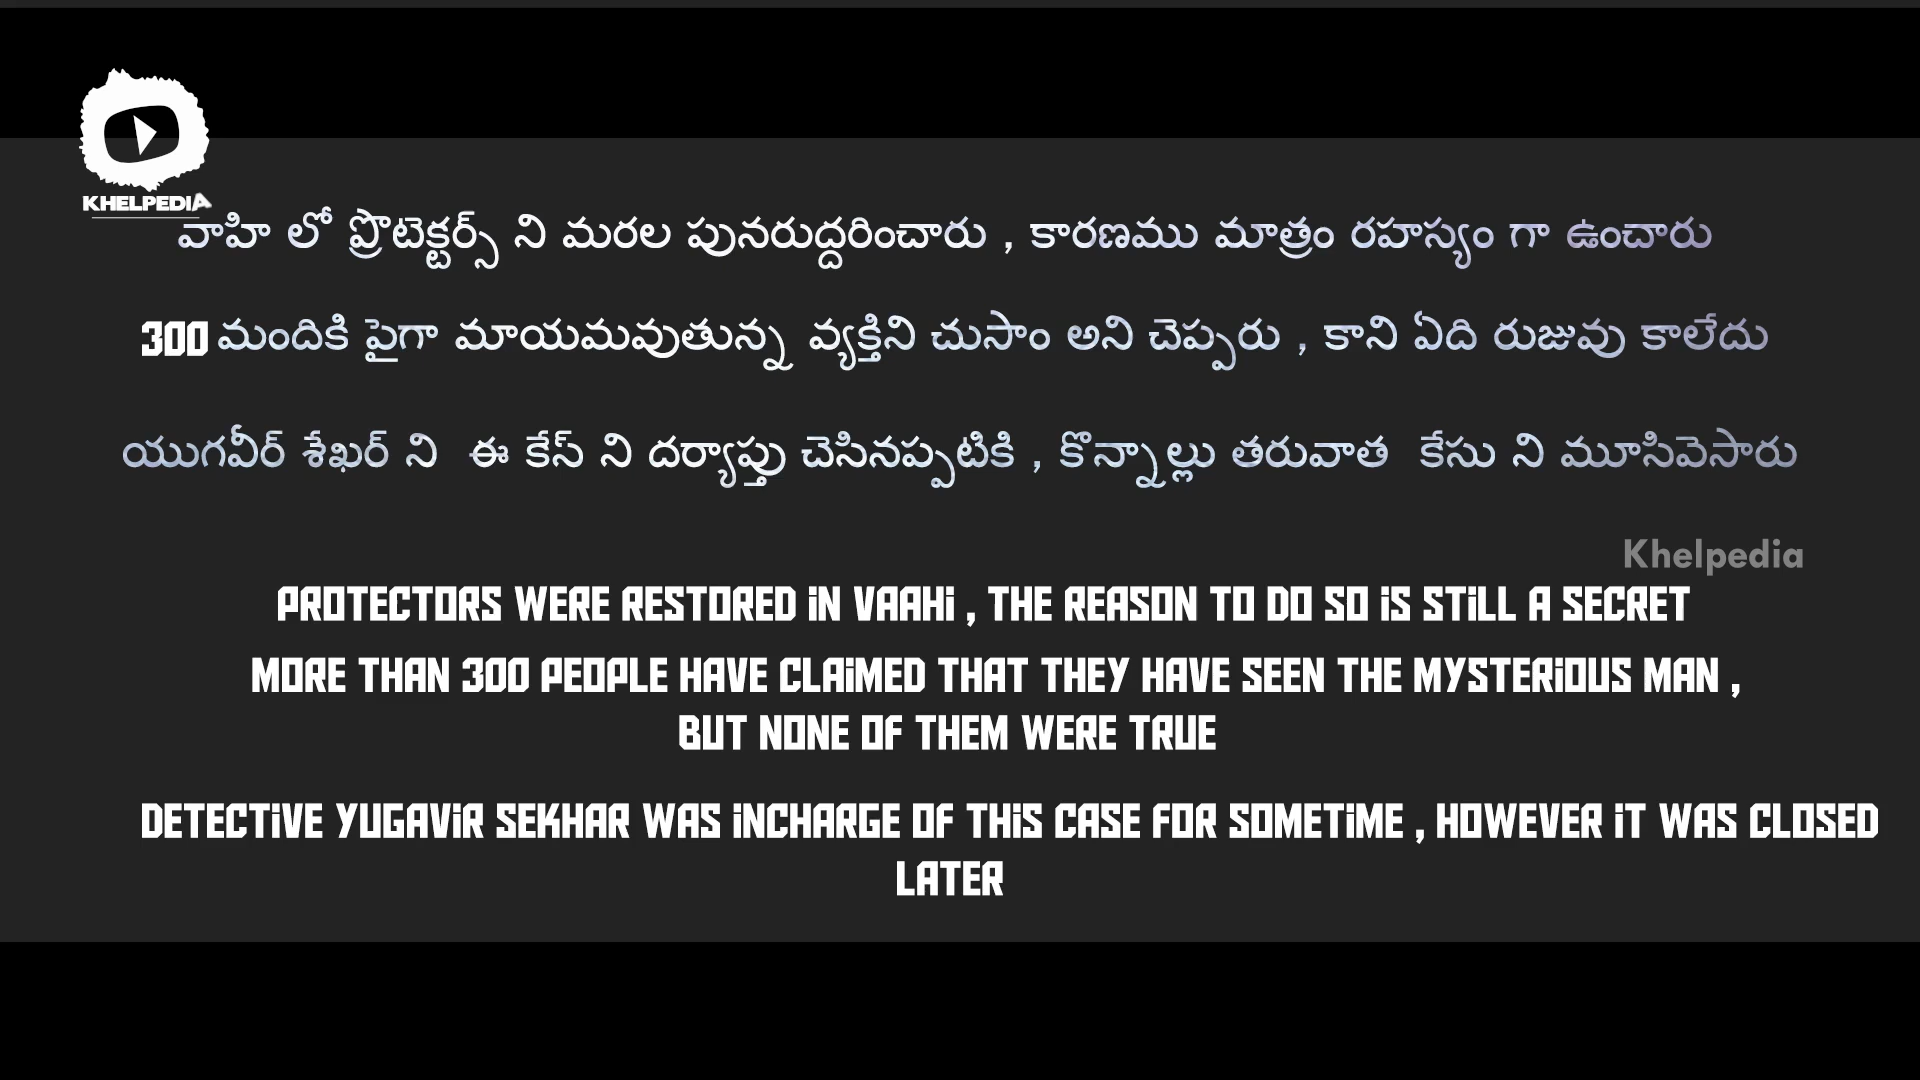 KHELPEDIA
వాహి లో ప్రొటెక్టర్స్ ని మరల పునరుద్దరించారు , కారణము మాత్రం రహస్యం గా ఉంచారు
300 మందికి పైగా మాయమవుతున్న వ్యక్తిని చుసాం అని చెప్పరు , కాని ఏది రుజువు కాలేదు
యుగవీర్ శేఖర్ ని ఈ కేస్ ని దర్యాప్తు చెసినప్పటికి , కొన్నాల్లు తరువాత కేసు ని మూసివెసారు
Khelpedia
PROTECTORS WERE RESTORED iN VAAHi , THE REASON TO DO SO iS STiLL A SECRET
MORE THAN 300 PEOPLE HAVE CLAiMED THAT THEY HAVE SEEN THE MYSTERiOUS MAN ,
BUT NONE OF THEM WERE TRUE
DETECTiVE YUGAViR SEKHAR WAS iNCHARGE OF THiS CASE FOR SOMETiME , HOWEVER iT WAS CLOSED
LATER